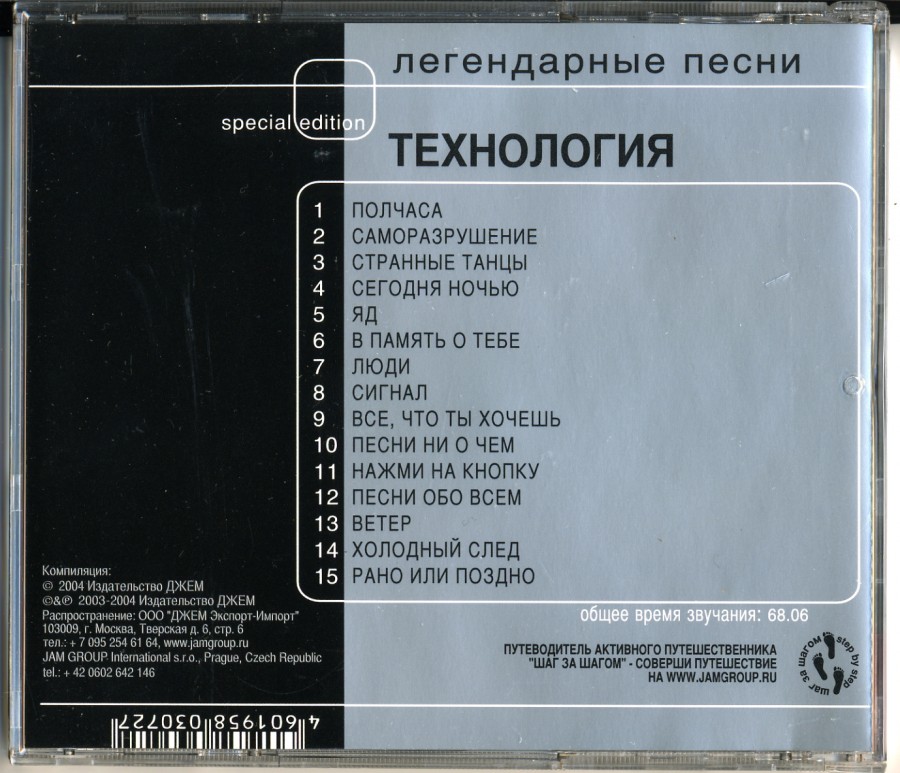 легендарные песни
special edition
ТЕХНОЛОГИЯ
1 ПОЛЧАСА
2 САМОРАЗРУШЕНИЕ
3 СТРАННЫЕ ТАНЦЫ
4 СЕГОДНЯ НОЧЬЮ
5 ЯД
6 В ПАМЯТЬ О ТЕБЕ
7 ЛЮДИ
8 СИГНАЛ
9 ВСЕ, ЧТО ТЫ ХОЧЕШЬ
10 ПЕСНИ НИ О ЧЕМ
11 НАЖМИ НА КНОПКУ
12 ПЕСНИ ОБО ВСЕМ
13 ВЕТЕР
14 ХОЛОДНЫЙ СЛЕД
15 РАНО ИЛИ ПОЗДНО
Компиляция:
© 2004 Издательство ДЖЕМ
©&℗ 2003-2004 Издательство ДЖЕМ
Распространение: ООО "ДЖЕМ Экспорт-Импорт"
103009, г. Москва, Тверская д. 6, стр. 6
тел.: + 7 095 254 61 64, www.jamgroup.ru
JAM GROUP International s.r.o., Prague, Czech Republic
tel.: + 42 0602 642 146
общее время звучания: 68.06
ПУТЕВОДИТЕЛЬ АКТИВНОГО ПУТЕШЕСТВЕННИКА
"ШАГ ЗА ШАГОМ" - СОВЕРШИ ПУТЕШЕСТВИЕ
НА WWW.JAMGROUP.RU
шаг за шагом step by step
4 601958 030727